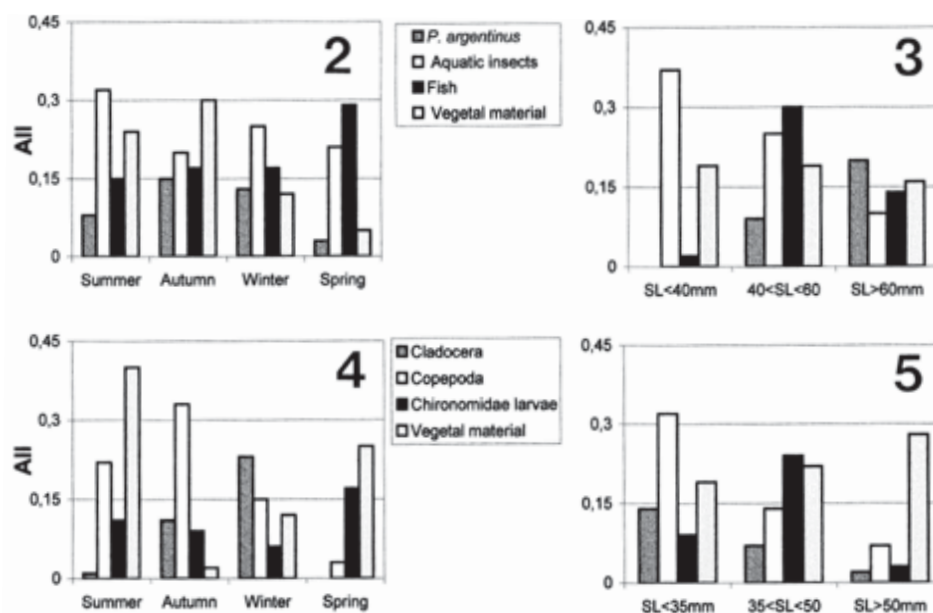 0,45
2
0,3
AII
0,15
0
Summer Autumn Winter Spring
P. argentinus
Aquatic insects
Fish
Vegetal material
0,45
3
0,3
0,15
0
SL<40mm 40<SL<60 SL>60mm
0,45
4
0,3
AII
0,15
0
Summer Autumn Winter Spring
Cladocera
Copepoda
Chironomidae larvae
Vegetal material
0,45
5
0,3
0,15
0
SL<35mm 35<SL<50 SL>50mm